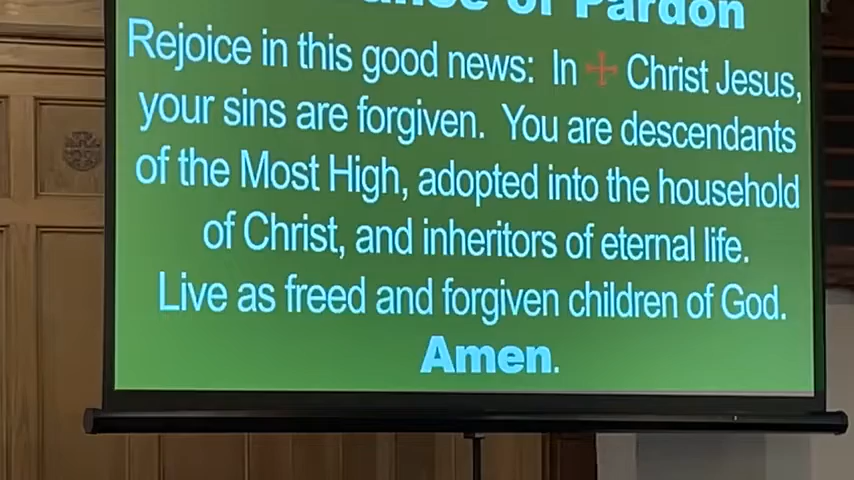 of Pardon
Rejoice in this good news: In ☩ Christ Jesus,
your sins are forgiven. You are descendants
of the Most High, adopted into the household
of Christ, and inheritors of eternal life.
Live as freed and forgiven children of God.
Amen.